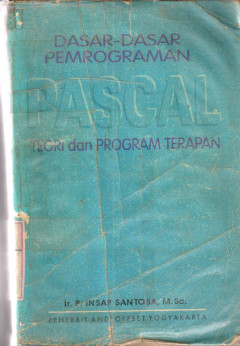 DASAR-DASAR
PEMROGRAMAN
PASCAL
TEORI dan PROGRAM TERAPAN
Ir. P. INSAP SANTOSA, M.Sc.
PENERBIT ANDI OFFSET YOGYAKARTA